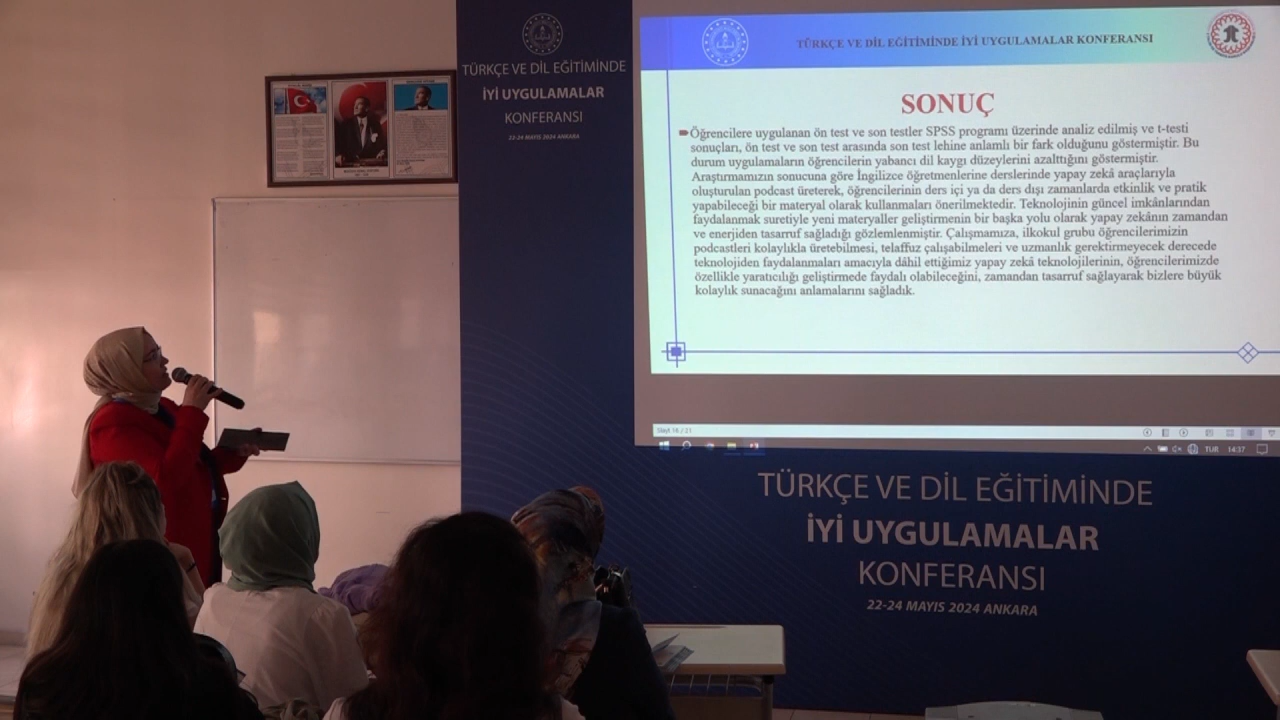 TÜRKÇE VE DİL EĞİTİMİNDE
İYİ UYGULAMALAR
KONFERANSI
22-24 MAYIS 2024 ANKARA
TÜRKÇE VE DİL EĞİTİMİNDE İYİ UYGULAMALAR KONFERANSI
SONUÇ
Öğrencilere uygulanan ön test ve son testler SPSS programı üzerinde analiz edilmiş ve t-testi
sonuçları, ön test ve son test arasında son test lehine anlamlı bir fark olduğunu göstermiştir. Bu
durum uygulamaların öğrencilerin yabancı dil kaygı düzeylerini azalttığını göstermiştir.
Araştırmamızın sonucuna göre İngilizce öğretmenlerine derslerinde yapay zekâ araçlarıyla
oluşturulan podcast üreterek, öğrencilerinin ders içi ya da ders dışı zamanlarda etkinlik ve pratik
yapabileceği bir materyal olarak kullanmaları önerilmektedir. Teknolojinin güncel imkânlarından
faydalanmak suretiyle yeni materyaller geliştirmenin bir başka yolu olarak yapay zekânın zamandan
ve enerjiden tasarruf sağladığı gözlemlenmiştir. Çalışmamıza, ilkokul grubu öğrencilerimizin
podcastleri kolaylıkla üretebilmesi, telaffuz çalışabilmeleri ve uzmanlık gerektirmeyecek derecede
teknolojiden faydalanmaları amacıyla dâhil ettiğimiz yapay zekâ teknolojilerinin, öğrencilerimizde
özellikle yaratıcılığı geliştirmede faydalı olabileceğini, zamandan tasarruf sağlayarak bizlere büyük
kolaylık sunacağını anlamalarını sağladık.
Slayt 16 / 21
TUR 14:37
TÜRKÇE VE DİL EĞİTİMİNDE
İYİ UYGULAMALAR
KONFERANSI
22-24 MAYIS 2024 ANKARA